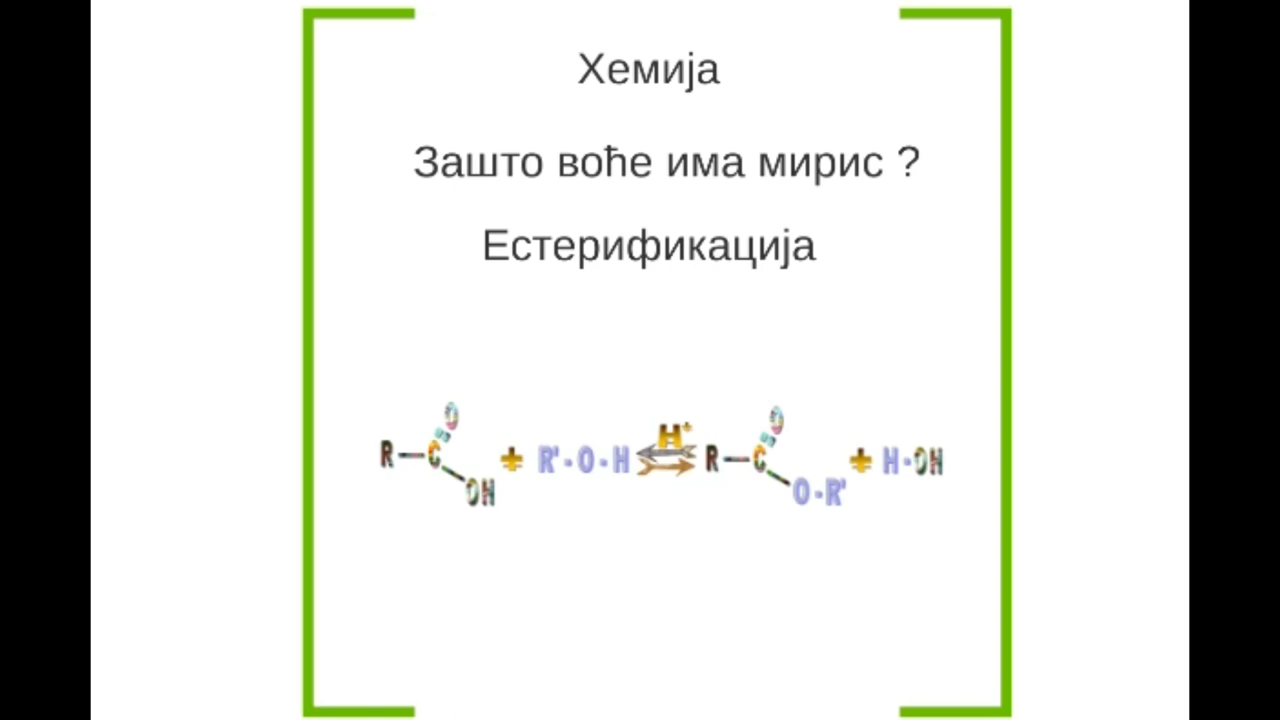 Хемија
Зашто воће има мирис ?
Естерификација
O O
H⁺
R–C + R'-O-H ⇌ R–C + H-OH
OH O-R'